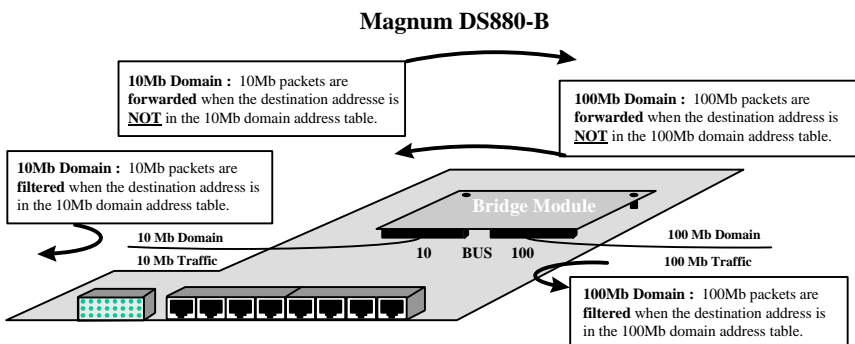 Magnum DS880-B
10Mb Domain : 10Mb packets are
forwarded when the destination addresse is
NOT in the 10Mb domain address table.
100Mb Domain : 100Mb packets are
forwarded when the destination address is
NOT in the 100Mb domain address table.
10Mb Domain : 10Mb packets are
filtered when the destination address is
in the 10Mb domain address table.
Bridge Module
10 Mb Domain
10 Mb Traffic
10 BUS 100
100 Mb Domain
100 Mb Traffic
100Mb Domain : 100Mb packets are
filtered when the destination address is
in the 100Mb domain address table.